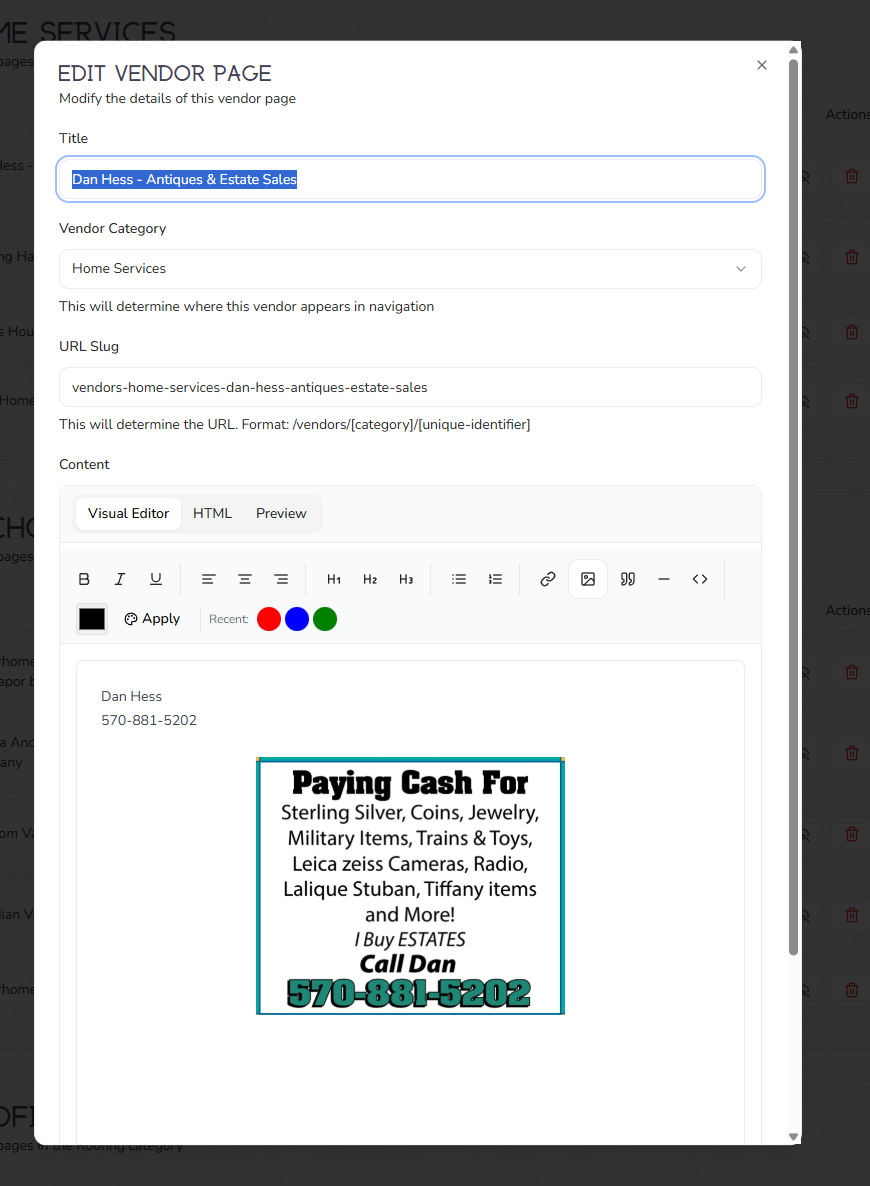 ME SERVICES
pages
EDIT VENDOR PAGE
Modify the details of this vendor page
Actions
Title
Hess -
Dan Hess - Antiques & Estate Sales
Vendor Category
ng Ha
Home Services
This will determine where this vendor appears in navigation
s Hou
URL Slug
vendors-home-services-dan-hess-antiques-estate-sales
Home
This will determine the URL. Format: /vendors/[category]/[unique-identifier]
Content
Visual Editor HTML Preview
CHO
pages
B I U H1 H2 H3
Actions
Apply Recent:
rhome
apor b
Dan Hess
570-881-5202
a And
any
Paying Cash For
Sterling Silver, Coins, Jewelry,
Military Items, Trains & Toys,
Leica zeiss Cameras, Radio,
Lalique Stuban, Tiffany items
and More!
I Buy ESTATES
Call Dan
570-881-5202
om Va
lian V
rhome
OFI
pages in the Roofing category